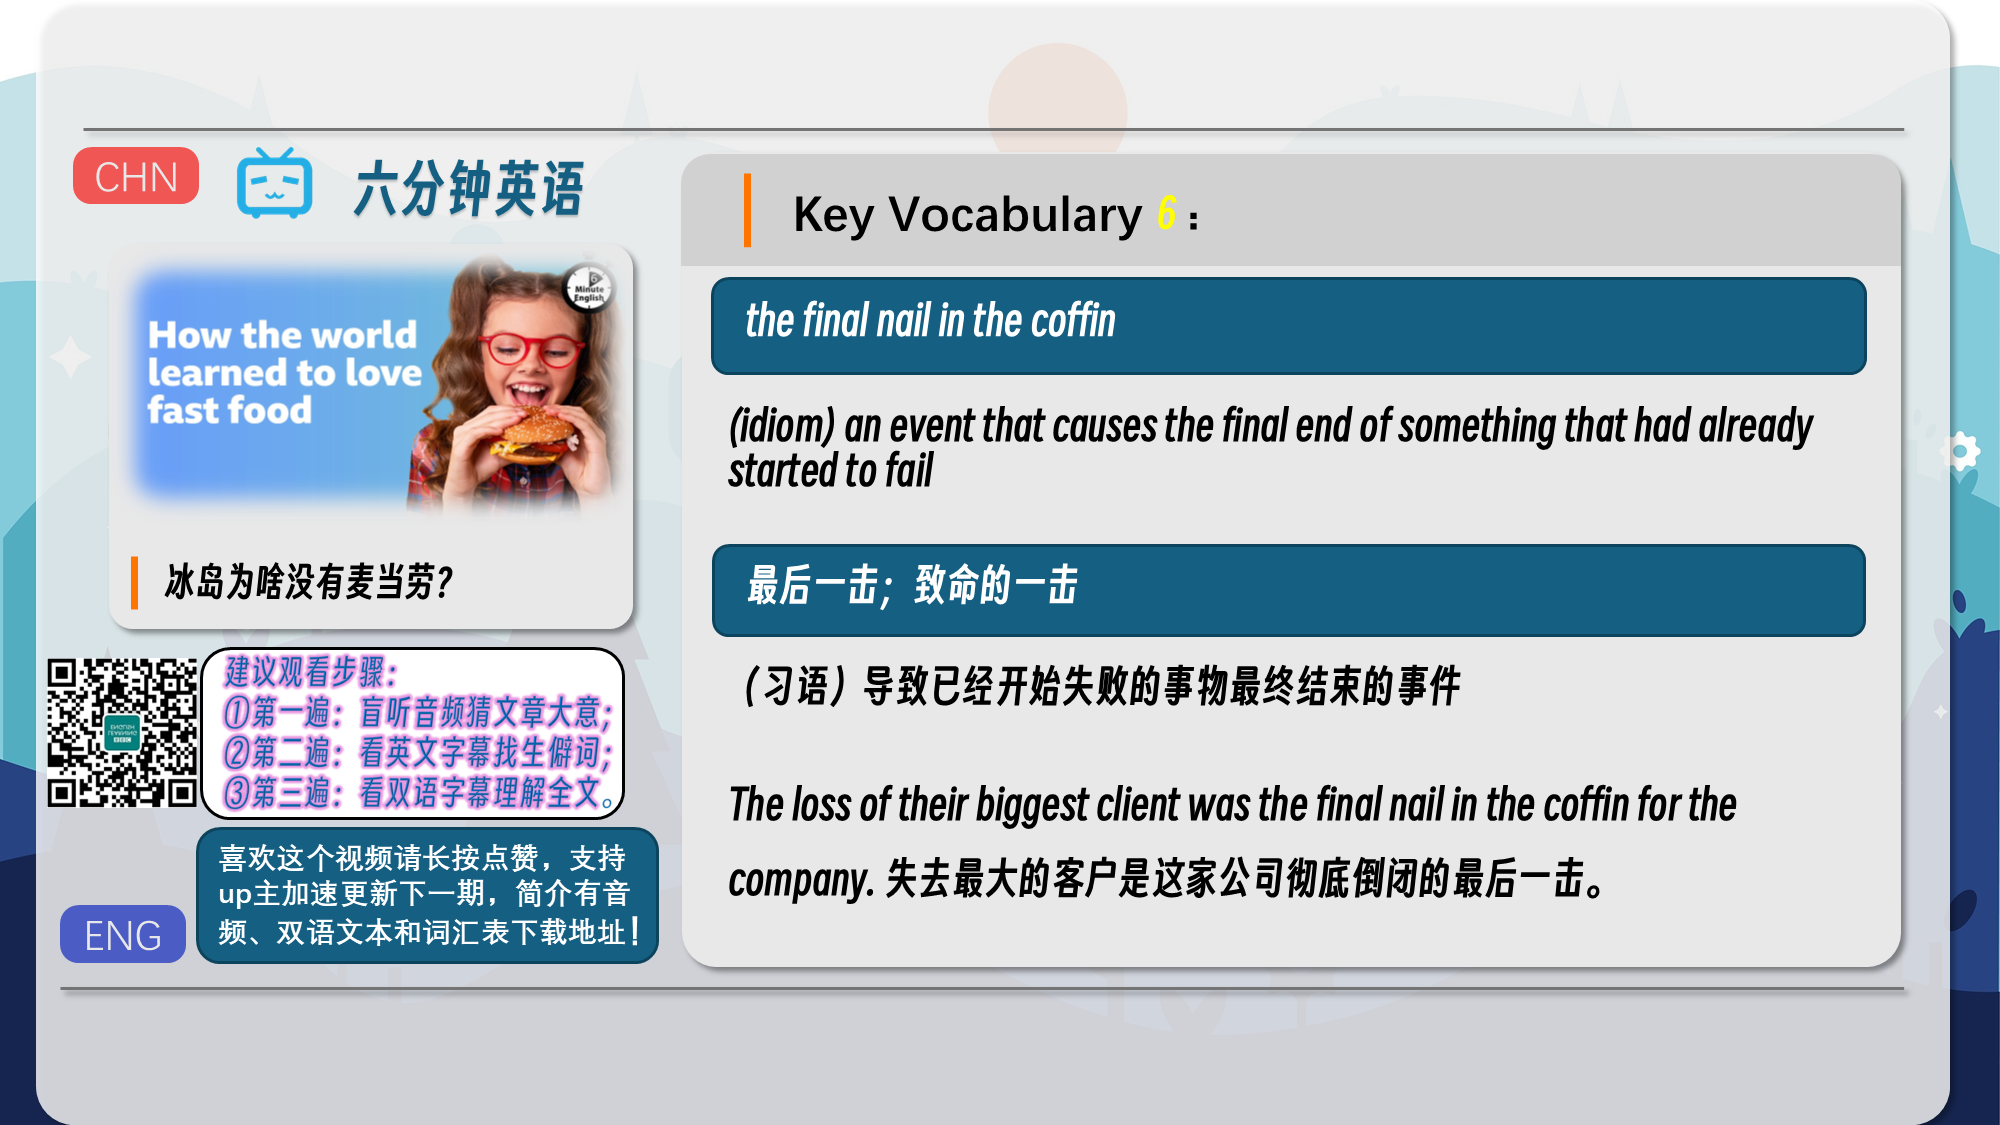 CHN
六分钟英语
6 Minute English
How the world
learned to love
fast food
冰岛为啥没有麦当劳?
建议观看步骤：
①第一遍：盲听音频猜文章大意；
②第二遍：看英文字幕找生僻词；
③第三遍：看双语字幕理解全文。
喜欢这个视频请长按点赞，支持
up主加速更新下一期，简介有音
频、双语文本和词汇表下载地址！
ENG
Key Vocabulary 6：
the final nail in the coffin
(idiom) an event that causes the final end of something that had already
started to fail
最后一击；致命的一击
（习语）导致已经开始失败的事物最终结束的事件
The loss of their biggest client was the final nail in the coffin for the
company. 失去最大的客户是这家公司彻底倒闭的最后一击。